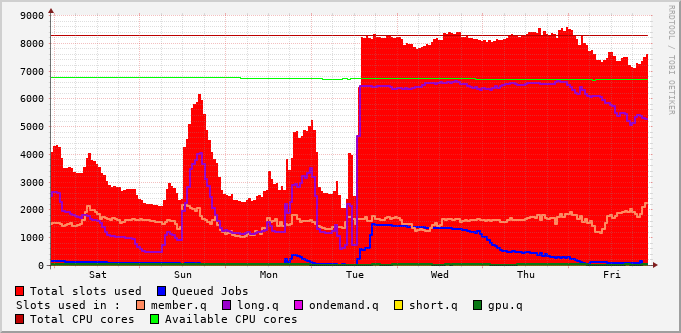 9000
8000
7000
6000
5000
4000
3000
2000
1000
0
Sat Sun Mon Tue Wed Thu Fri
Total slots used Queued Jobs
Slots used in : member.q long.q ondemand.q short.q gpu.q
Total CPU cores Available CPU cores
RRDTOOL / TOBI OETIKER